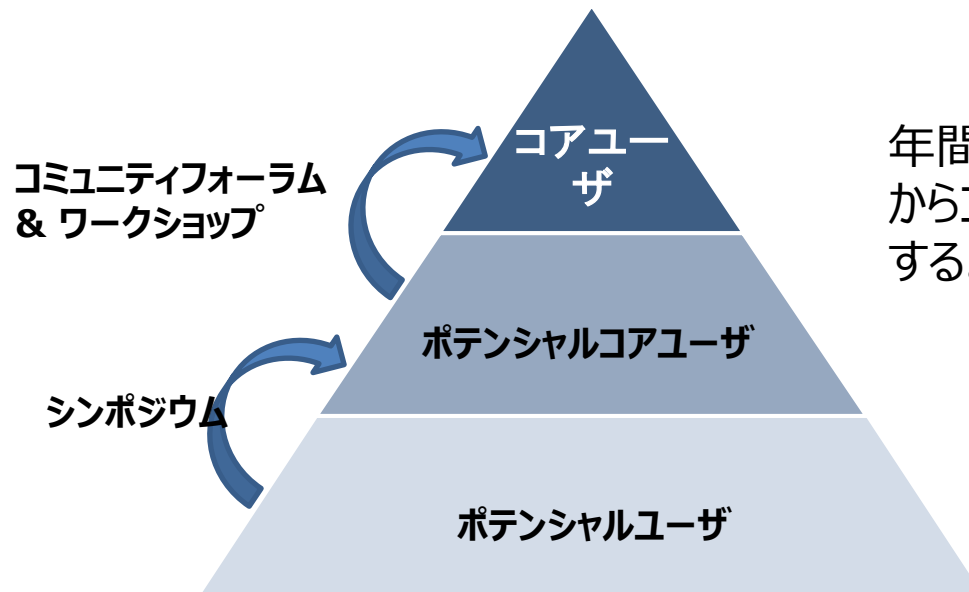 コアユー
ザ
コミュニティフォーラム
& ワークショップ
年間
から
する
ポテンシャルコアユーザ
シンポジウム
ポテンシャルユーザ